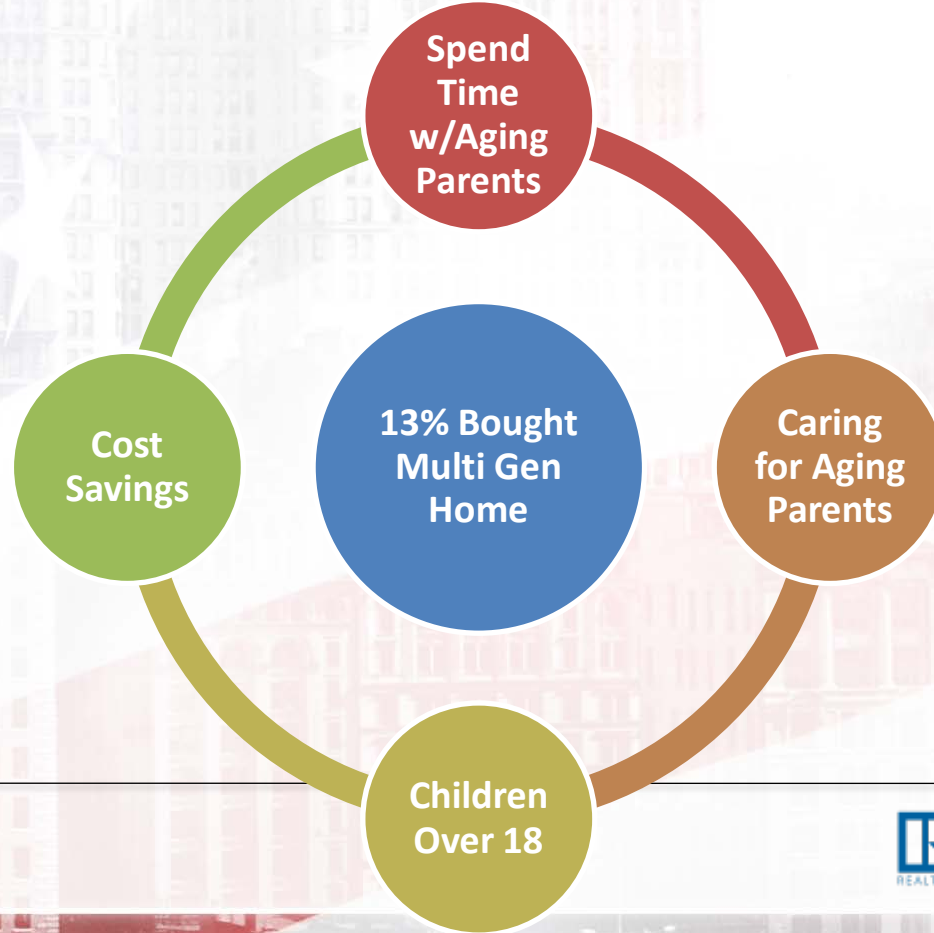 Spend
Time
w/Aging
Parents
13% Bought
Multi Gen
Home
Cost
Savings
Caring
for Aging
Parents
Children
Over 18